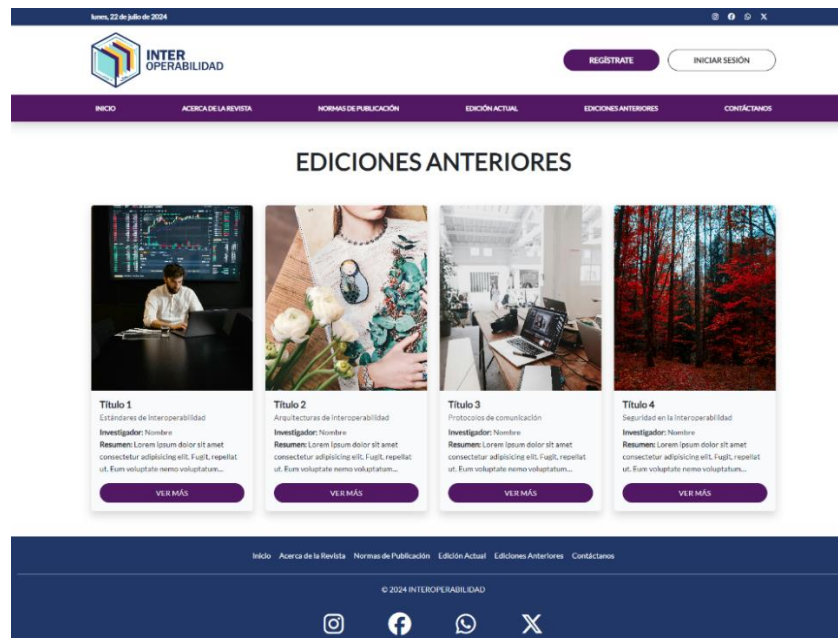 lunes, 22 de julio de 2024
INTER
OPERABILIDAD
REGÍSTRATE
INICIAR SESIÓN
INICIO
ACERCA DE LA REVISTA
NORMAS DE PUBLICACIÓN
EDICIÓN ACTUAL
EDICIONES ANTERIORES
CONTÁCTANOS
EDICIONES ANTERIORES
Título 1
Estándares de Interoperabilidad
Investigador: Nombre
Resumen: Lorem ipsum dolor sit amet
consectetur adipisicing elit. Fugit, repellat
ut. Eum voluptate nemo voluptatum...
VER MÁS
Título 2
Arquitecturas de Interoperabilidad
Investigador: Nombre
Resumen: Lorem ipsum dolor sit amet
consectetur adipisicing elit. Fugit, repellat
ut. Eum voluptate nemo voluptatum...
VER MÁS
Título 3
Protocolos de comunicación
Investigador: Nombre
Resumen: Lorem ipsum dolor sit amet
consectetur adipisicing elit. Fugit, repellat
ut. Eum voluptate nemo voluptatum...
VER MÁS
Título 4
Seguridad en la interoperabilidad
Investigador: Nombre
Resumen: Lorem ipsum dolor sit amet
consectetur adipisicing elit. Fugit, repellat
ut. Eum voluptate nemo voluptatum...
VER MÁS
Inicio Acerca de la Revista Normas de Publicación Edición Actual Ediciones Anteriores Contáctanos
© 2024 INTEROPERABILIDAD